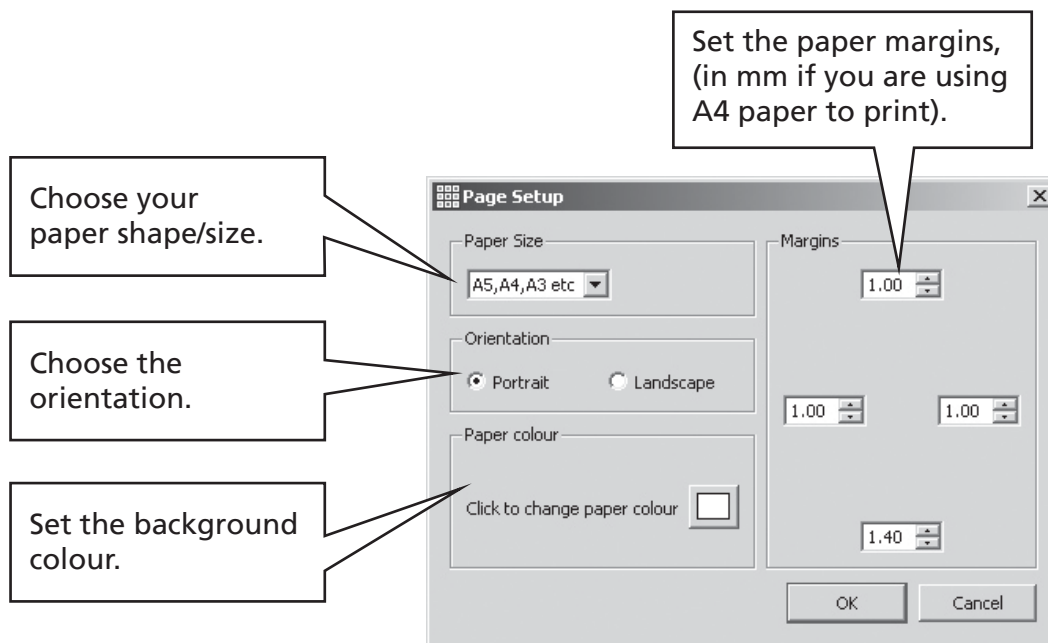 Set the paper margins,
(in mm if you are using
A4 paper to print).
Choose your
paper shape/size.
Choose the
orientation.
Set the background
colour.
Page Setup
Paper Size
A5,A4,A3 etc
Orientation
Portrait
Landscape
Paper colour
Click to change paper colour
Margins
1.00
1.00
1.00
1.40
OK
Cancel